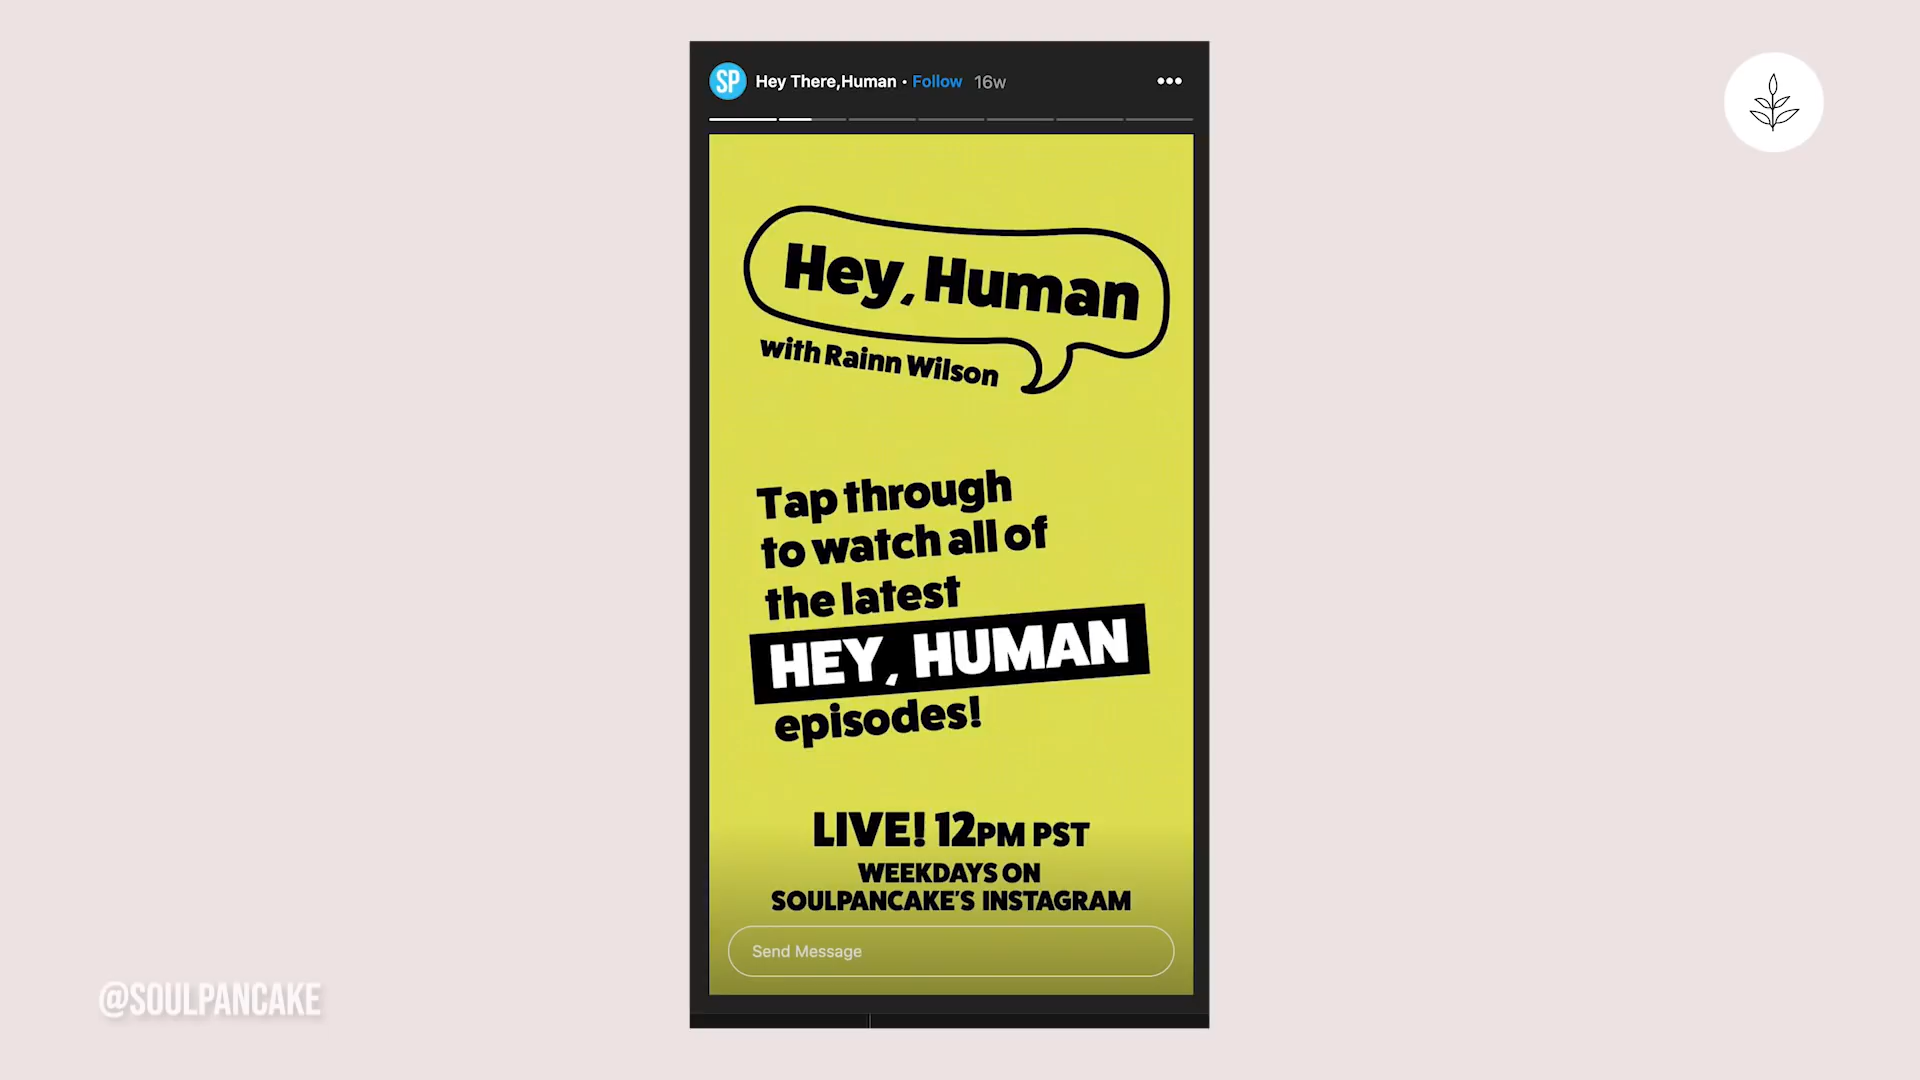 SP Hey There,Human • Follow 16w
Hey, Human
with Rainn Wilson
Tap through
to watch all of
the latest
HEY, HUMAN
episodes!
LIVE! 12PM PST
WEEKDAYS ON
SOULPANCAKE'S INSTAGRAM
Send Message
@SOULPANCAKE